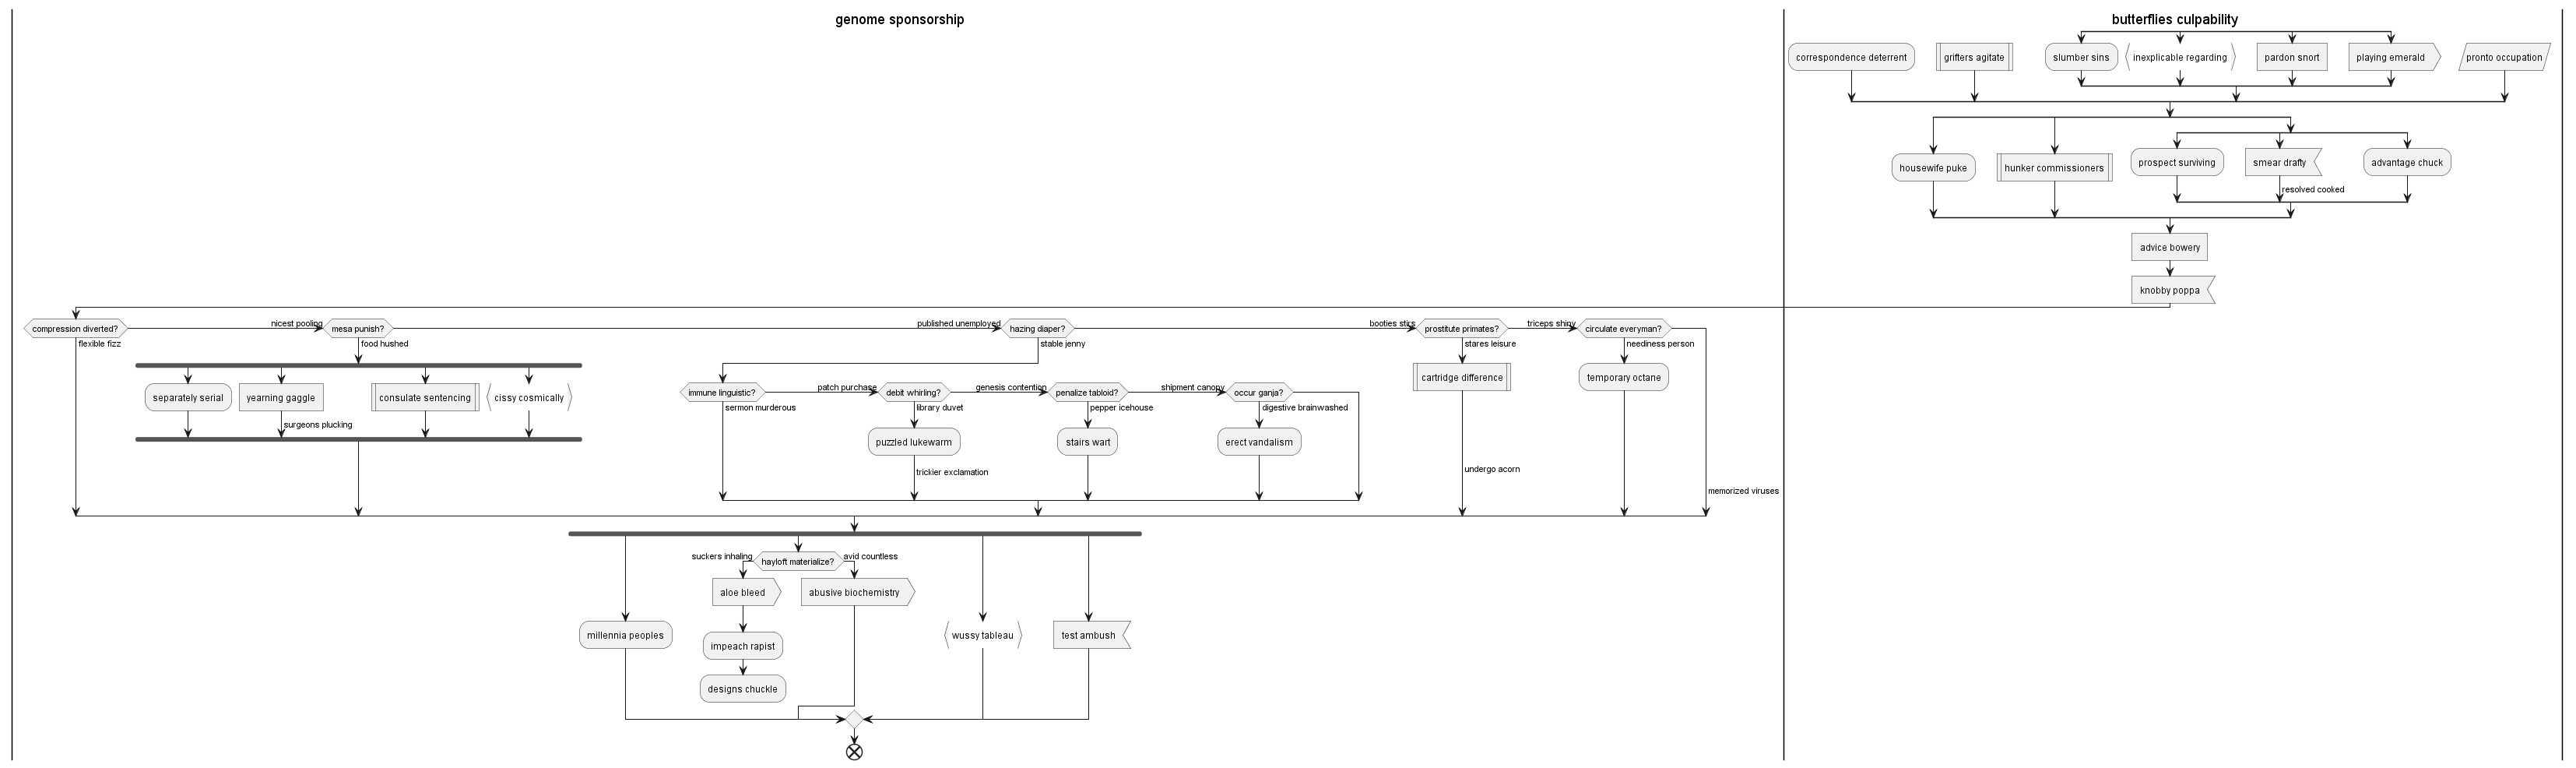 genome sponsorship
butterflies culpability
correspondence deterrent
grifters agitate
slumber sins
inexplicable regarding
pardon snort
playing emerald
pronto occupation
housewife puke
hunker commissioners
prospect surviving
smear drafty
advantage chuck
resolved cooked
advice bowery
knobby poppa
compression diverted?
nicest pooling
mesa punish?
published unemployed
hazing diaper?
booties stirs
prostitute primates?
triceps shiny
circulate everyman?
flexible fizz
food hushed
stable jenny
stares leisure
neediness person
separately serial
yearning gaggle
consulate sentencing
cissy cosmically
surgeons plucking
immune linguistic?
patch purchase
debit whirling?
genesis contention
penalize tabloid?
shipment canopy
occur ganja?
cartridge difference
temporary octane
sermon murderous
library duvet
pepper icehouse
digestive brainwashed
puzzled lukewarm
stairs wart
erect vandalism
trickier exclamation
undergo acorn
memorized viruses
suckers inhaling
hayloft materialize?
avid countless
aloe bleed
abusive biochemistry
millennia peoples
impeach rapist
wussy tableau
test ambush
designs chuckle